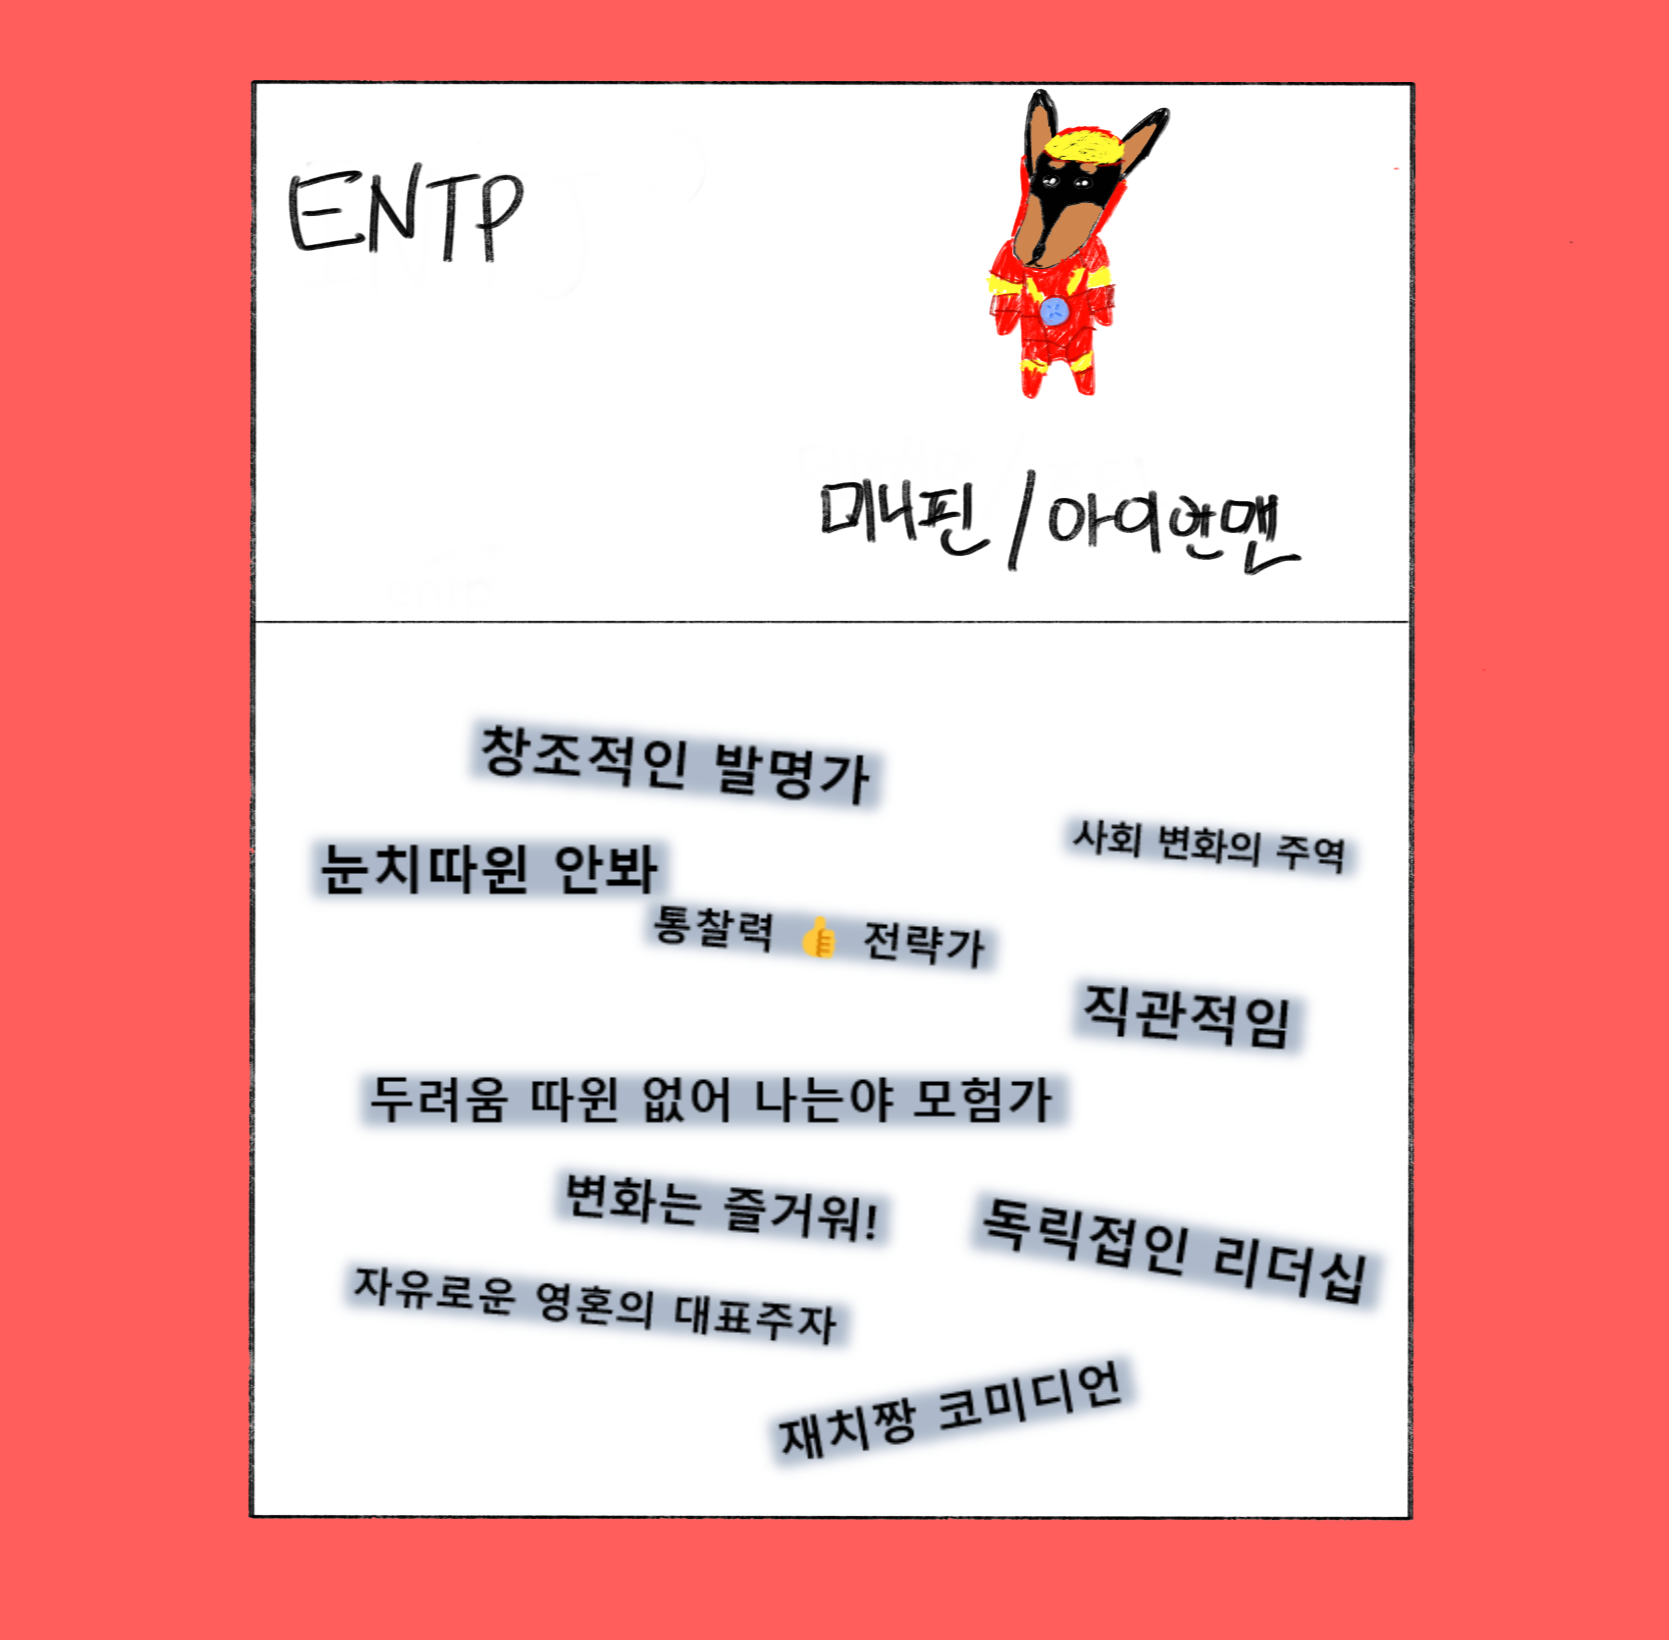 ENTP
미니핀 / 아이언맨
창조적인 발명가
사회 변화의 주역
눈치따윈 안봐
통찰력 👍 전략가
직관적임
두려움 따윈 없어 나는야 모험가
변화는 즐거워!
독릭접인 리더십
자유로운 영혼의 대표주자
재치짱 코미디언